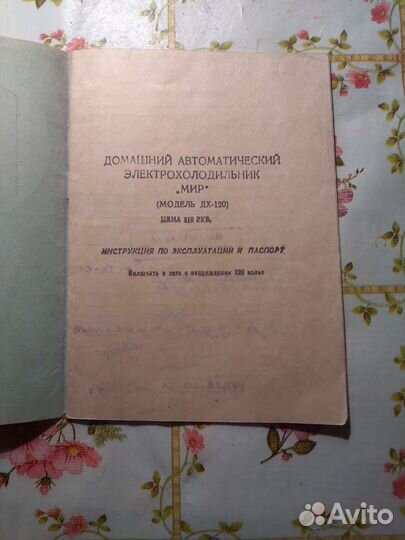 ДОМАШНИЙ АВТОМАТИЧЕСКИЙ
ЭЛЕКТРОХОЛОДИЛЬНИК
„МИР“
(МОДЕЛЬ ДХ-120)
ЦЕНА 210 РУБ.
ИНСТРУКЦИЯ ПО ЭКСПЛУАТАЦИИ И ПАСПОРТ
Включать в сеть с напряжением 220 вольт
Avito